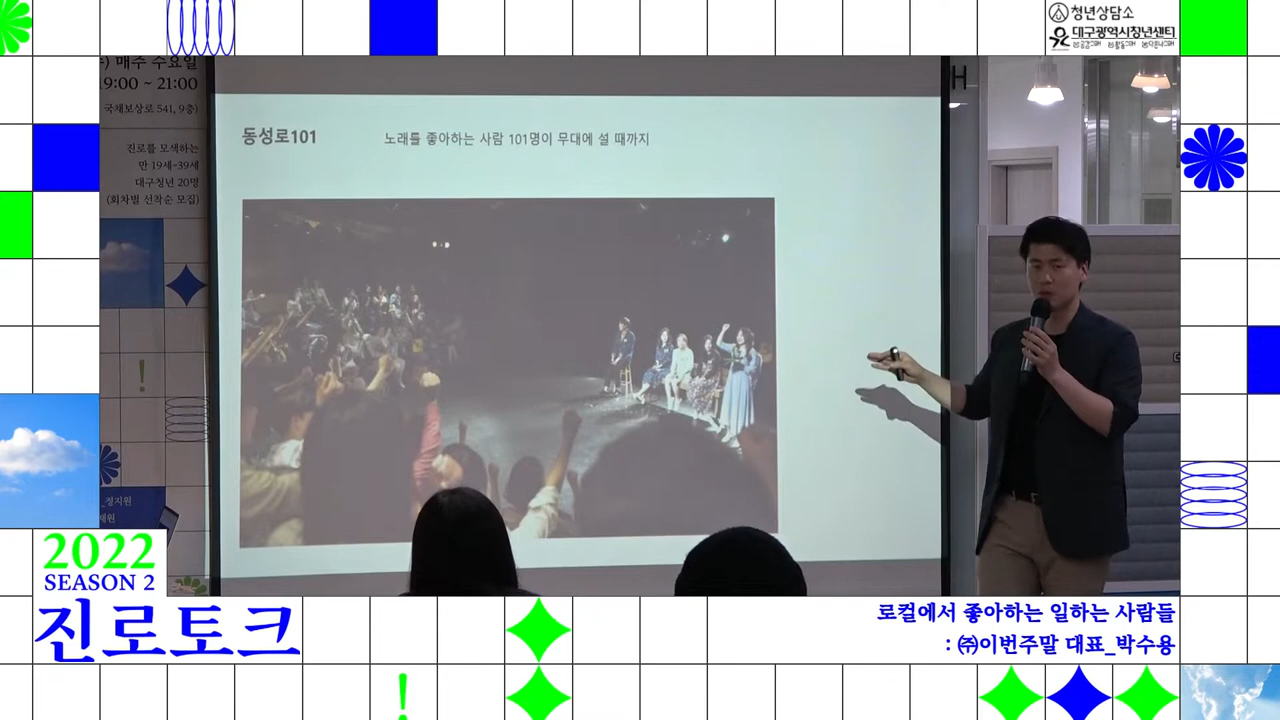 청년상담소
대구광역시청년센터
매주 수요일
19:00 ~ 21:00
국채보상로 541, 9층)
진로를 모색하는
만 19세~39세
대구청년 20명
(회차별 선착순 모집)
동성로101
노래를 좋아하는 사람 101명이 무대에 설 때까지
H
_정지원
2022
SEASON 2
진로토크
로컬에서 좋아하는 일하는 사람들
: ㈜이번주말 대표_박수용